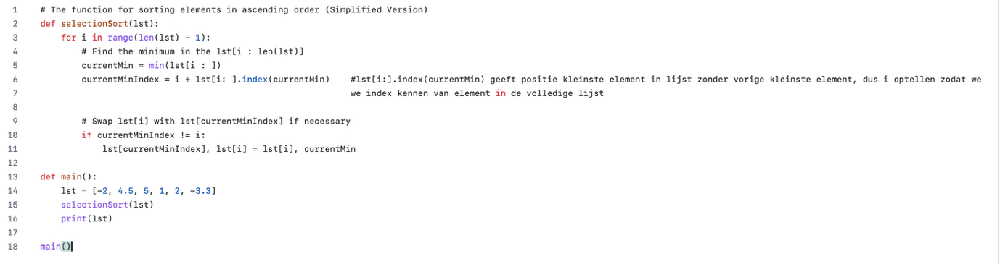 1 # The function for sorting elements in ascending order (Simplified Version)
2 def selectionSort(lst):
3     for i in range(len(lst) - 1):
4         # Find the minimum in the lst[i : len(lst)]
5         currentMin = min(lst[i : ])
6         currentMinIndex = i + lst[i: ].index(currentMin)    #lst[i:].index(currentMin) geeft positie kleinste element in lijst zonder vorige kleinste element, dus i optellen zodat we
7                                                             we index kennen van element in de volledige lijst
8
9         # Swap lst[i] with lst[currentMinIndex] if necessary
10         if currentMinIndex != i:
11             lst[currentMinIndex], lst[i] = lst[i], currentMin
12
13 def main():
14     lst = [-2, 4.5, 5, 1, 2, -3.3]
15     selectionSort(lst)
16     print(lst)
17
18 main()